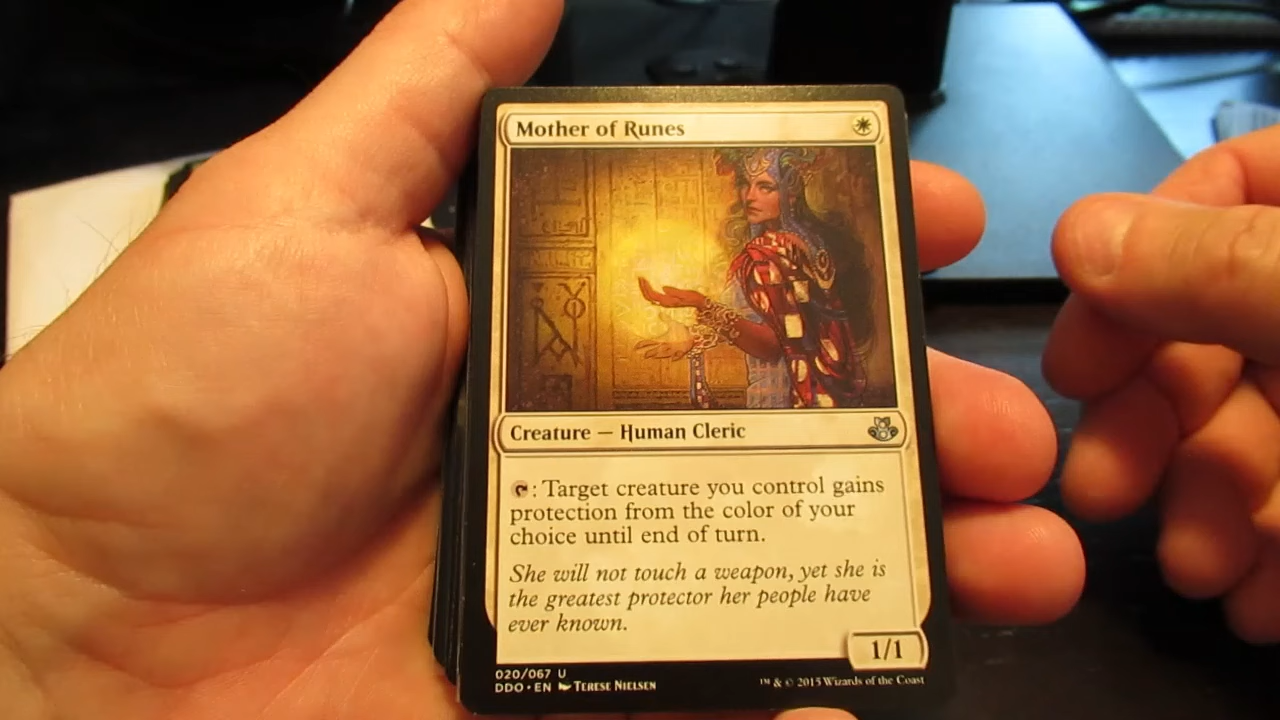 Mother of Runes
Creature — Human Cleric
: Target creature you control gains
protection from the color of your
choice until end of turn.
She will not touch a weapon, yet she is
the greatest protector her people have
ever known.
1/1
020/067 U
DDO • EN Terese Nielsen
™ & © 2015 Wizards of the Coast